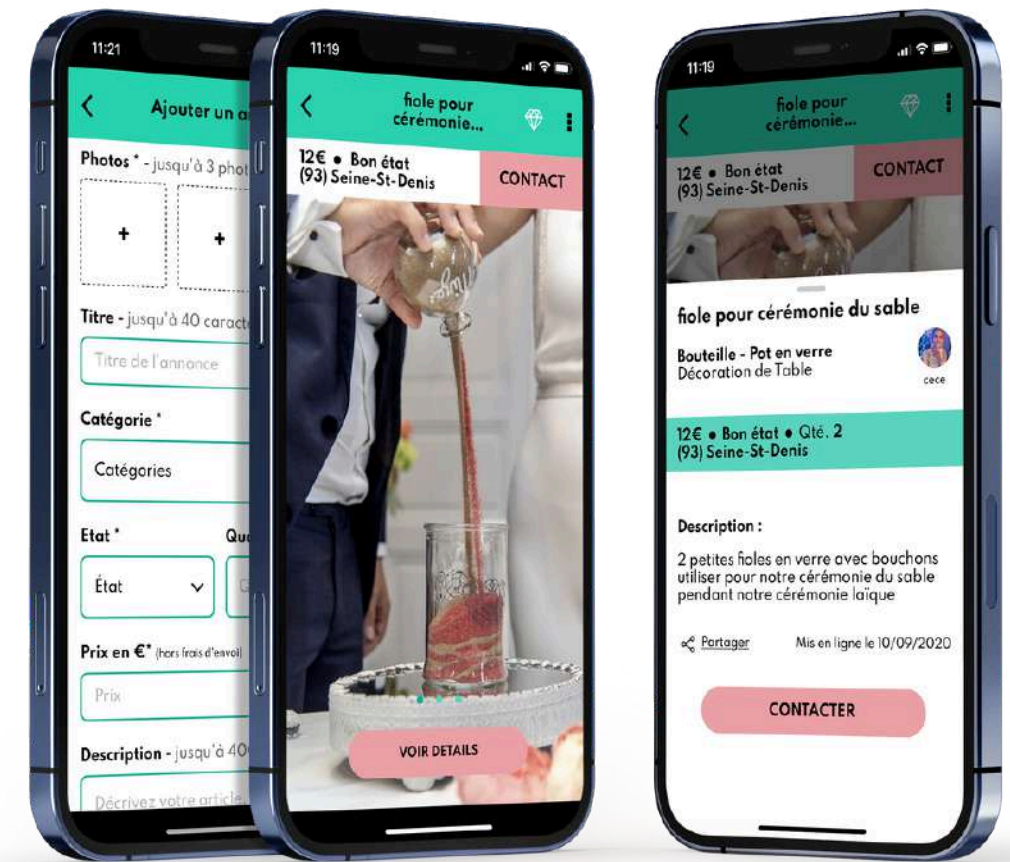 11:21
Ajouter un a
Photos * - jusqu'à 3 phot
+
+
Titre - jusqu'à 40 caract
Titre de l'annonce
Catégorie *
Catégories
Etat *
Qua
État
Prix en €* (hors frais d'envoi)
Prix
Description - jusqu'à 40
Décrivez votre article
11:19
fiole pour
cérémonie...
12€ • Bon état
(93) Seine-St-Denis
CONTACT
VOIR DETAILS
11:19
fiole pour
cérémonie...
12€ • Bon état
(93) Seine-St-Denis
CONTACT
fiole pour cérémonie du sable
Bouteille - Pot en verre
Décoration de Table
cece
12€ • Bon état • Qté. 2
(93) Seine-St-Denis
Description :
2 petites fioles en verre avec bouchons
utiliser pour notre cérémonie du sable
pendant notre cérémonie laïque
Partager
Mis en ligne le 10/09/2020
CONTACTER